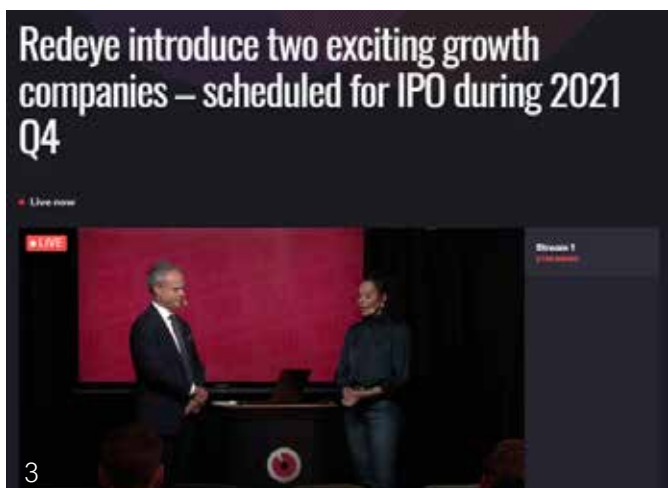 Redeye introduce two exciting growth
companies – scheduled for IPO during 2021
Q4
Live now
LIVE
Stream 1
3